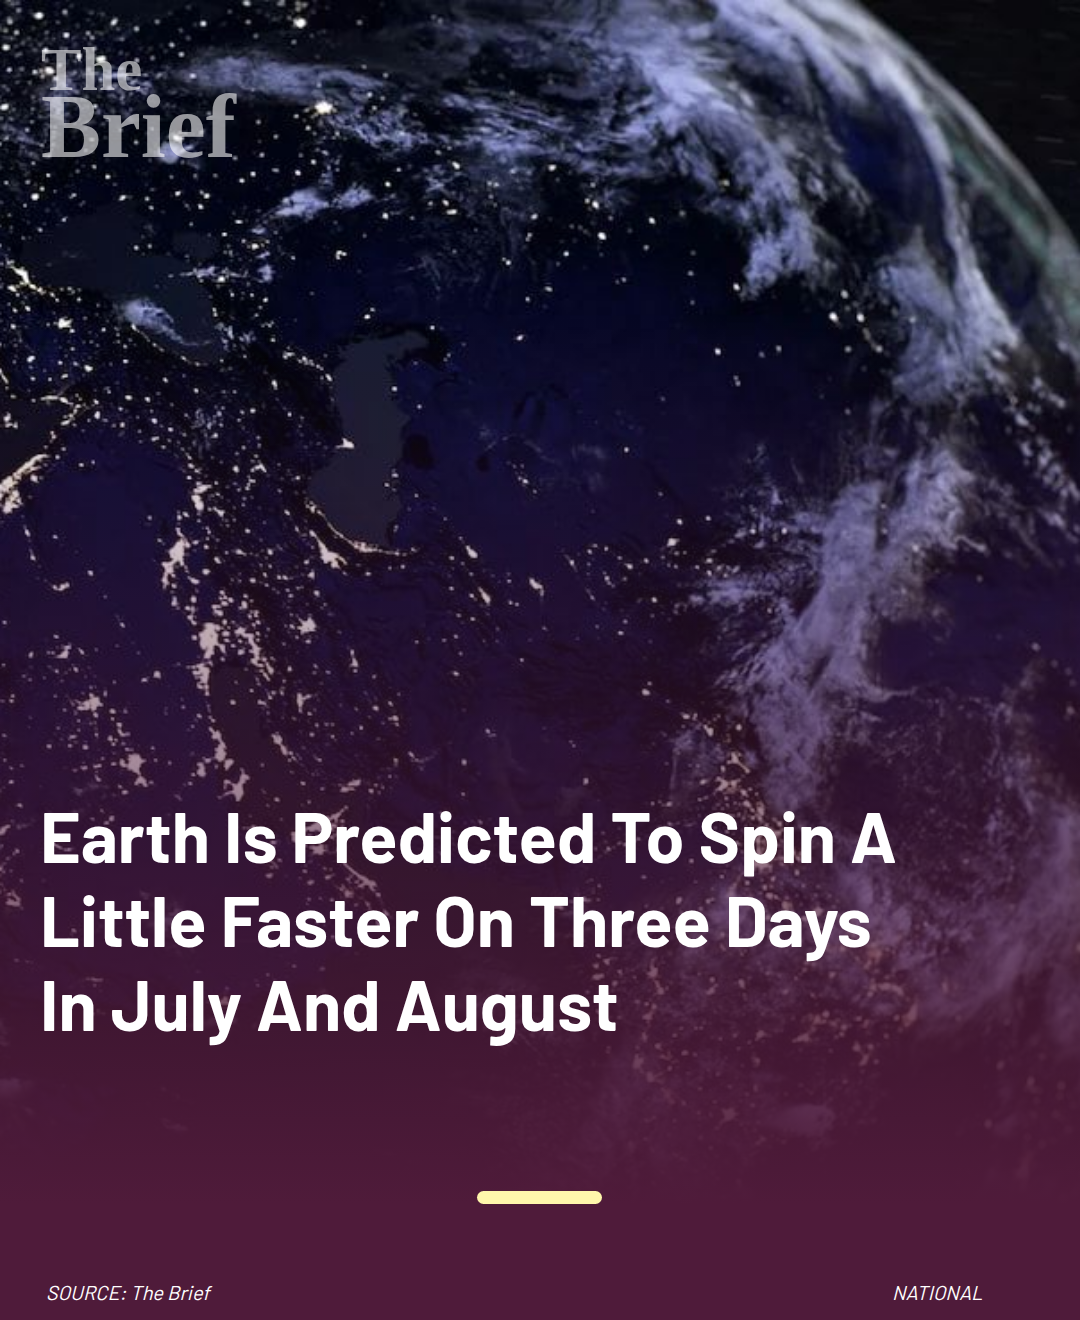 The
Brief
Earth Is Predicted To Spin A
Little Faster On Three Days
In July And August
SOURCE: The Brief
NATIONAL